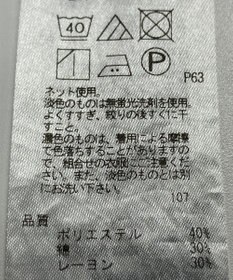 40
P
P63
ネット使用。
淡色のものは無蛍光洗剤を使用。
よくすすぎ、絞りの後すぐに干
すこと。
濃色のものは、着用による摩擦
で色落ちすることがありますの
で、組合せの衣服にご注意くだ
さい。また、淡色のものとは別
にお洗い下さい。
107
品質
ポリエステル 40%
綿 30%
レーヨン 30%